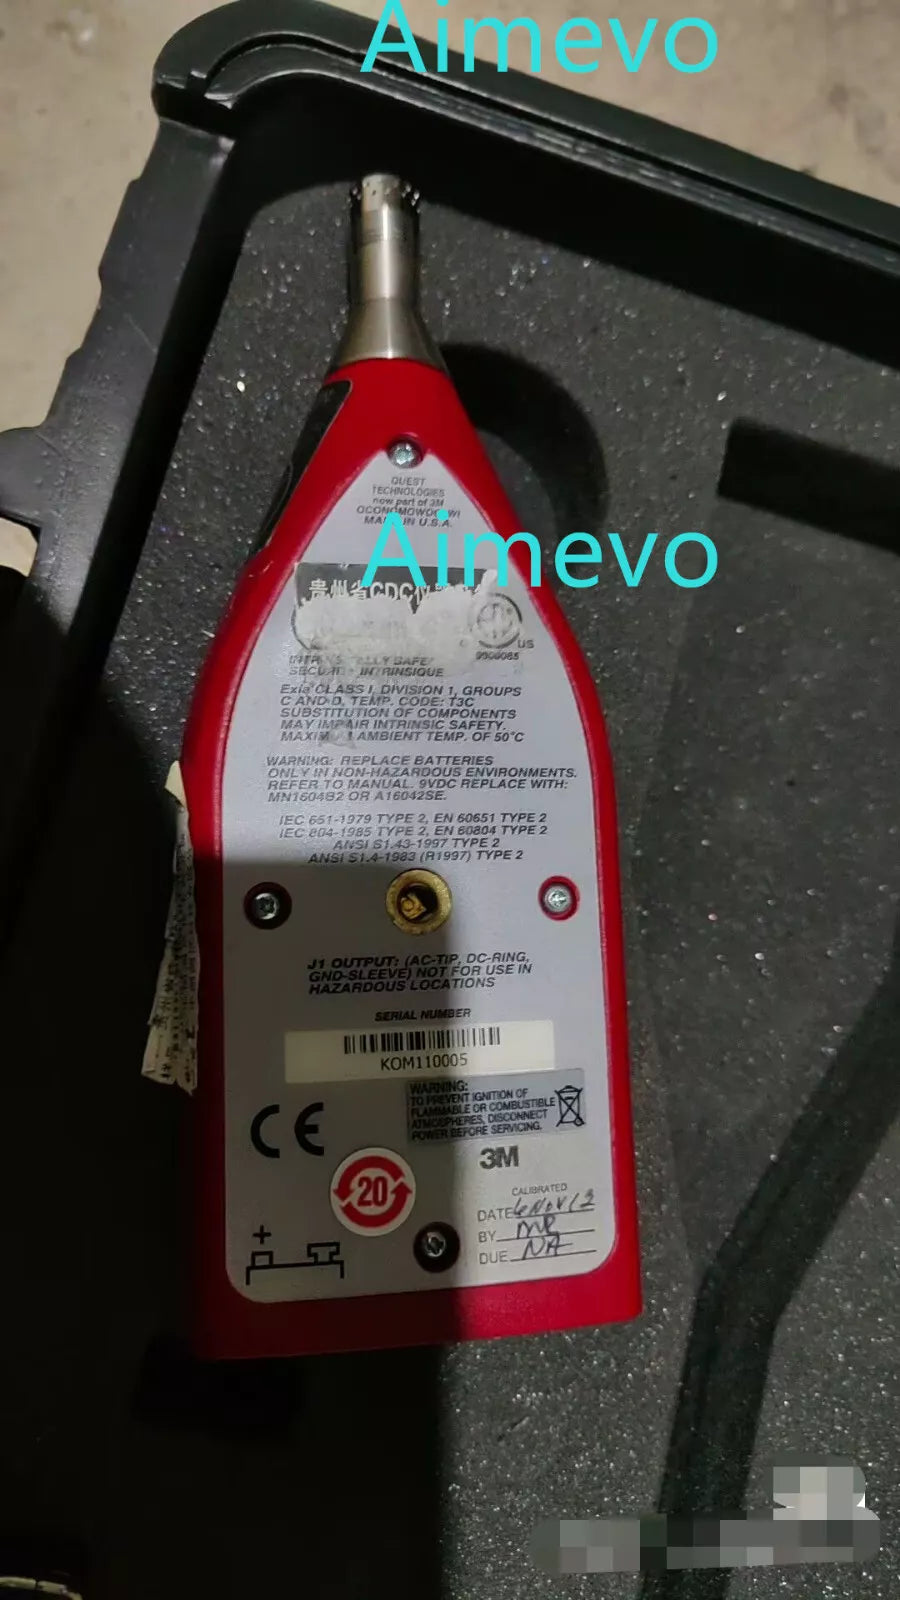 Aimevo
QUEST
TECHNOLOGIES
now part of 3M
OCONOMOWOC, WI
MADE IN U.S.A.
Aimevo
贵州省CDC仪
US
INTRINSICALLY SAFE
SECURITE INTRINSIQUE
Exia CLASS I, DIVISION 1, GROUPS
C AND D, TEMP. CODE: T3C
SUBSTITUTION OF COMPONENTS
MAY IMPAIR INTRINSIC SAFETY
MAXIMUM AMBIENT TEMP. OF 50°C
WARNING: REPLACE BATTERIES
ONLY IN NON-HAZARDOUS ENVIRONMENTS.
REFER TO MANUAL. 9VDC REPLACE WITH:
MN1604B2 OR A16042SE.
IEC 651-1979 TYPE 2, EN 60651 TYPE 2
IEC 804-1985 TYPE 2, EN 60804 TYPE 2
ANSI S1.43-1997 TYPE 2
ANSI S1.4-1983 (R1997) TYPE 2
J1 OUTPUT: (AC-TIP, DC-RING,
GND-SLEEVE) NOT FOR USE IN
HAZARDOUS LOCATIONS
SERIAL NUMBER
KOM110005
WARNING:
TO PREVENT IGNITION OF
FLAMMABLE OR COMBUSTIBLE
ATMOSPHERES, DISCONNECT
POWER BEFORE SERVICING.
CE
3M
20
CALIBRATED
DATE 6 NOV 12
BY
DUE NA
+